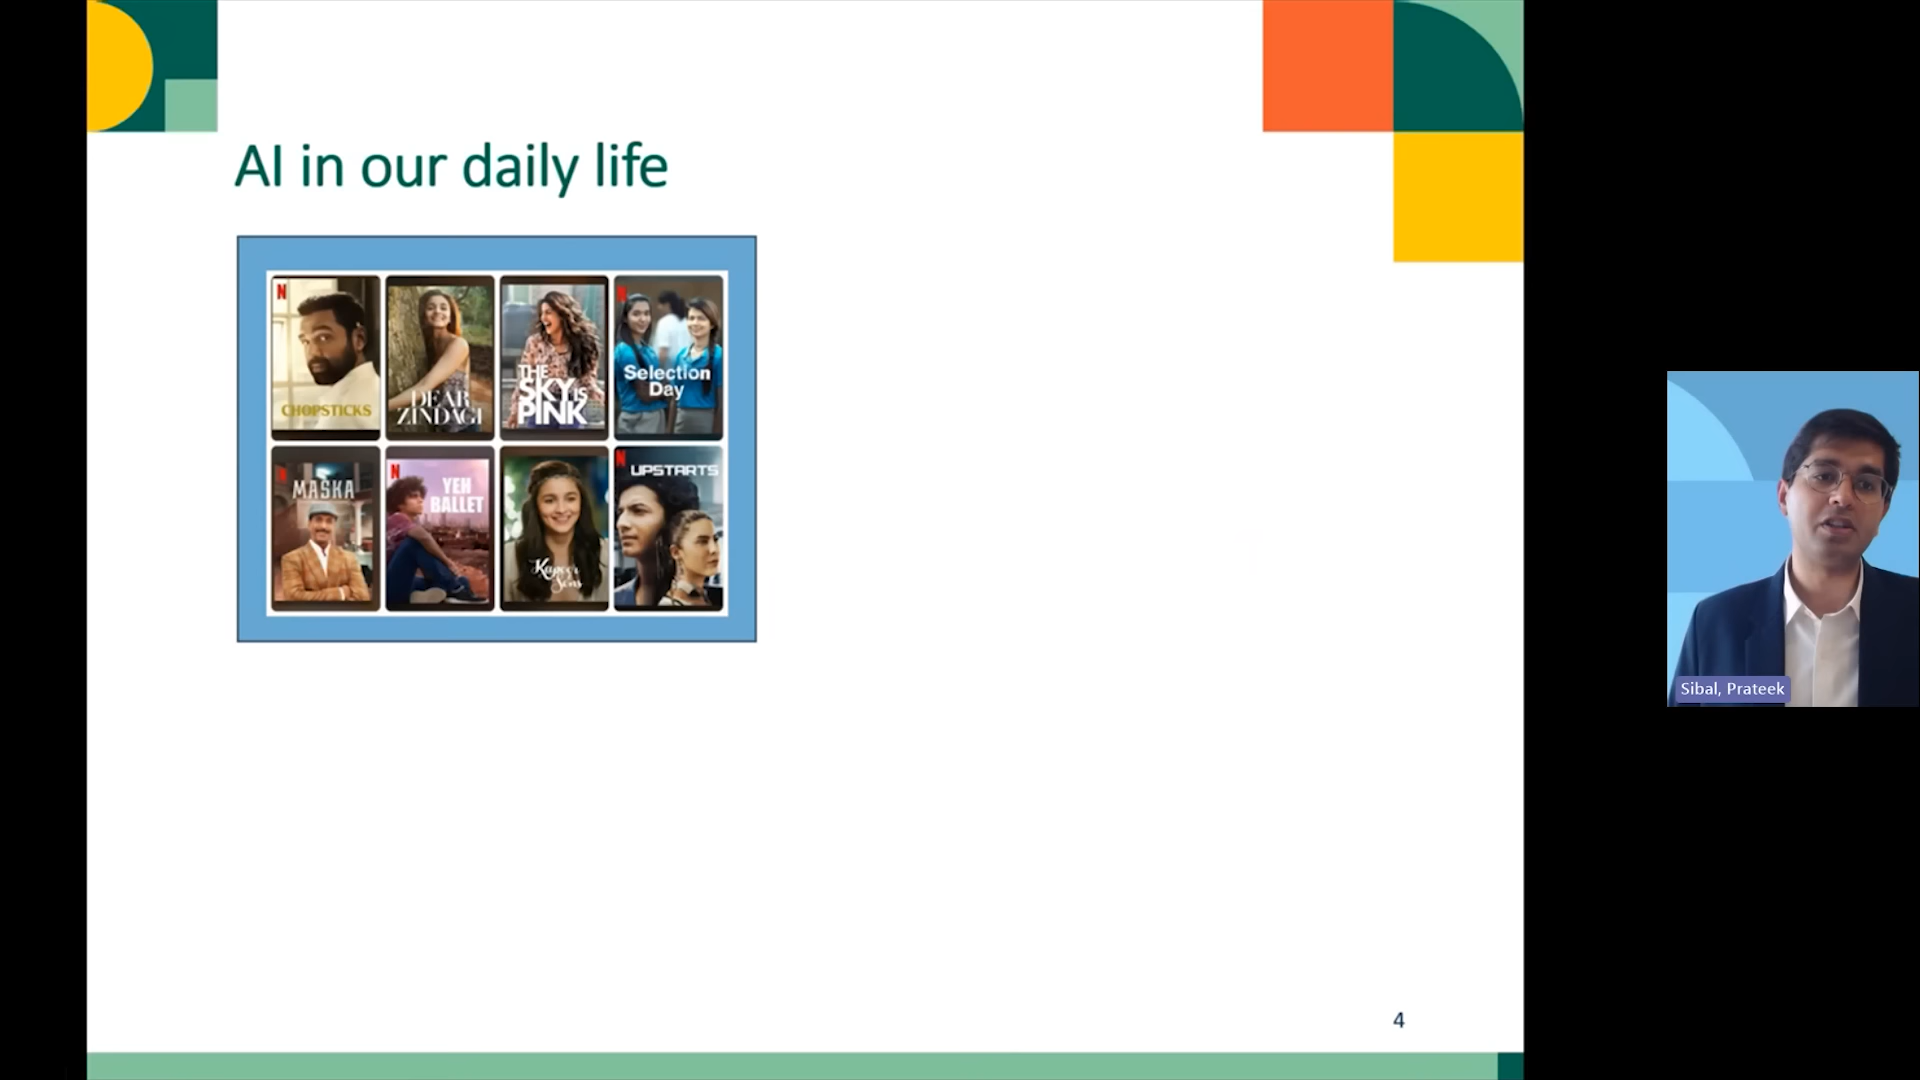 AI in our daily life
N
CHOPSTICKS
DEAR
ZINDAGI
THE
SKY IS
PINK
N
Selection
Day
N
MASKA
N
YEH
BALLET
Kapoor
Sons
N
UPSTARTS
Sibal, Prateek
4